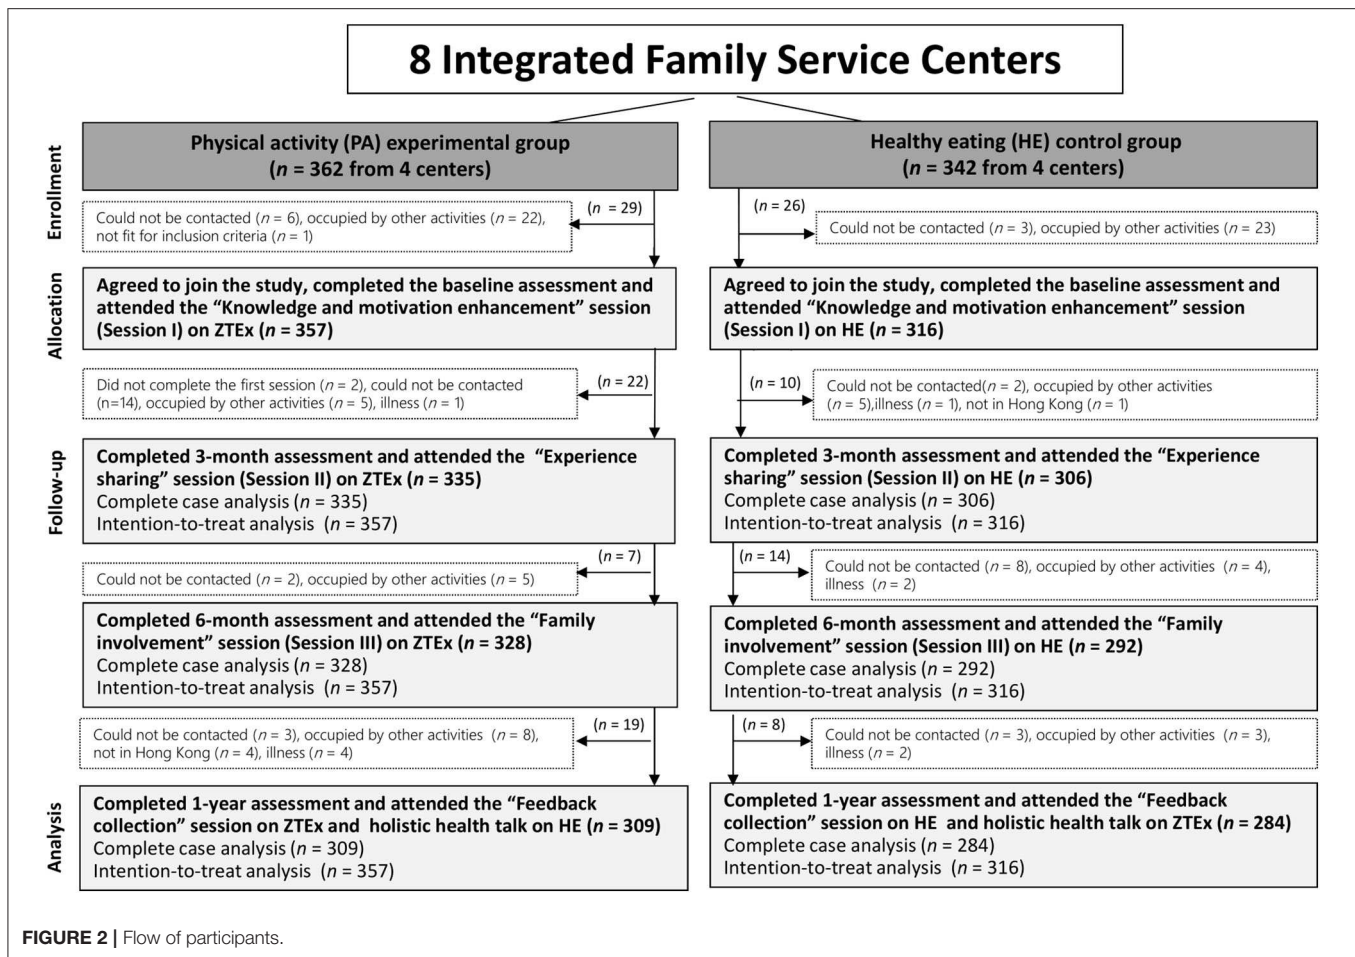 8 Integrated Family Service Centers
Enrollment
Physical activity (PA) experimental group
(n = 362 from 4 centers)
Healthy eating (HE) control group
(n = 342 from 4 centers)
(n = 29)
Could not be contacted (n = 6), occupied by other activities (n = 22),
not fit for inclusion criteria (n = 1)
(n = 26)
Could not be contacted (n = 3), occupied by other activities (n = 23)
Allocation
Agreed to join the study, completed the baseline assessment and
attended the “Knowledge and motivation enhancement” session
(Session I) on ZTEx (n = 357)
Agreed to join the study, completed the baseline assessment and
attended “Knowledge and motivation enhancement” session
(Session I) on HE (n = 316)
Did not complete the first session (n = 2), could not be contacted
(n=14), occupied by other activities (n = 5), illness (n = 1)
(n = 22)
(n = 10)
Could not be contacted(n = 2), occupied by other activities
(n = 5),illness (n = 1), not in Hong Kong (n = 1)
Follow-up
Completed 3-month assessment and attended the “Experience
sharing” session (Session II) on ZTEx (n = 335)
Complete case analysis (n = 335)
Intention-to-treat analysis (n = 357)
Completed 3-month assessment and attended the “Experience
sharing” session (Session II) on HE (n = 306)
Complete case analysis (n = 306)
Intention-to-treat analysis (n = 316)
(n = 7)
Could not be contacted (n = 2), occupied by other activities (n = 5)
(n = 14)
Could not be contacted (n = 8), occupied by other activities (n = 4),
illness (n = 2)
Completed 6-month assessment and attended the “Family
involvement” session (Session III) on ZTEx (n = 328)
Complete case analysis (n = 328)
Intention-to-treat analysis (n = 357)
Completed 6-month assessment and attended the “Family
involvement” session (Session III) on HE (n = 292)
Complete case analysis (n = 292)
Intention-to-treat analysis (n = 316)
(n = 19)
Could not be contacted (n = 3), occupied by other activities (n = 8),
not in Hong Kong (n = 4), illness (n = 4)
(n = 8)
Could not be contacted (n = 3), occupied by other activities (n = 3),
illness (n = 2)
Analysis
Completed 1-year assessment and attended the “Feedback
collection” session on ZTEx and holistic health talk on HE (n = 309)
Complete case analysis (n = 309)
Intention-to-treat analysis (n = 357)
Completed 1-year assessment and attended the “Feedback
collection” session on HE and holistic health talk on ZTEx (n = 284)
Complete case analysis (n = 284)
Intention-to-treat analysis (n = 316)
FIGURE 2 | Flow of participants.